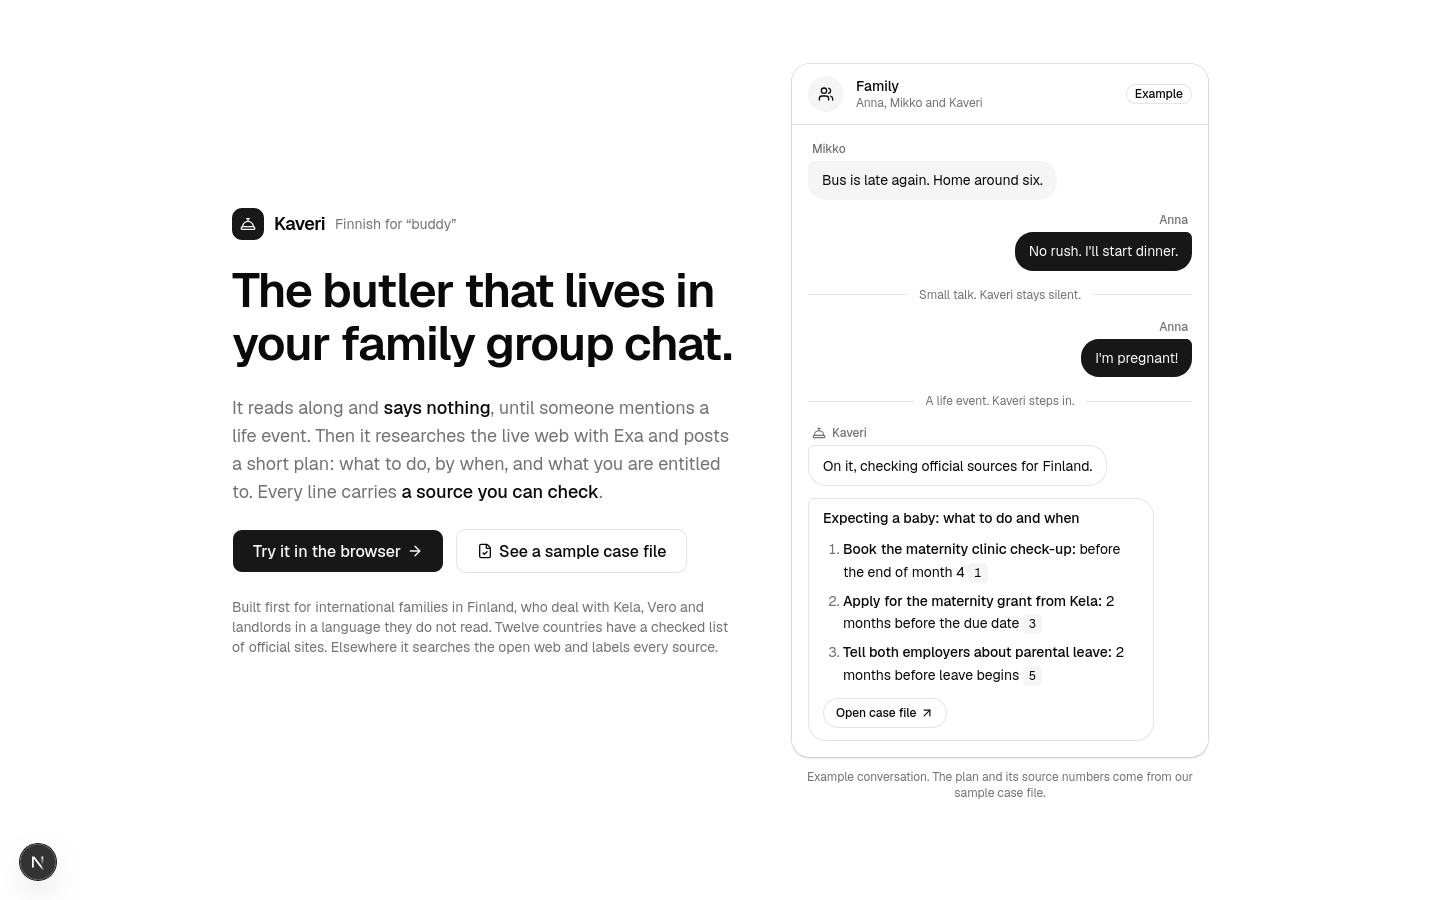 Kaveri Finnish for “buddy”
The butler that lives in
your family group chat.
It reads along and says nothing, until someone mentions a
life event. Then it researches the live web with Exa and posts
a short plan: what to do, by when, and what you are entitled
to. Every line carries a source you can check.
Try it in the browser →
See a sample case file
Built first for international families in Finland, who deal with Kela, Vero and
landlords in a language they do not read. Twelve countries have a checked list
of official sites. Elsewhere it searches the open web and labels every source.
Family
Anna, Mikko and Kaveri
Example
Mikko
Bus is late again. Home around six.
Anna
No rush. I'll start dinner.
Small talk. Kaveri stays silent.
Anna
I'm pregnant!
A life event. Kaveri steps in.
Kaveri
On it, checking official sources for Finland.
Expecting a baby: what to do and when
1. Book the maternity clinic check-up: before
the end of month 4 1
2. Apply for the maternity grant from Kela: 2
months before the due date 3
3. Tell both employers about parental leave: 2
months before leave begins 5
Open case file ↗
Example conversation. The plan and its source numbers come from our
sample case file.
N